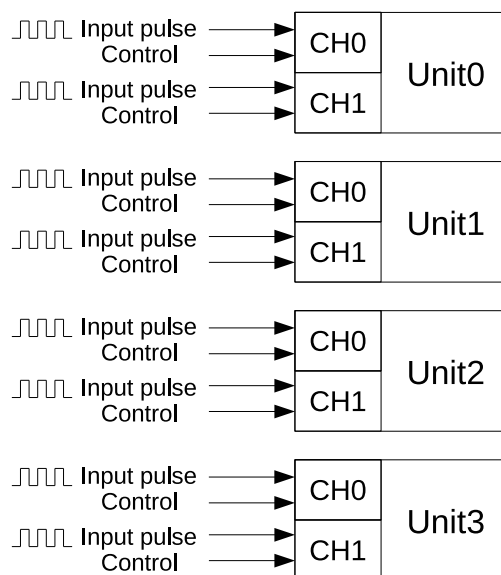 Input pulse
Control
CH0
Input pulse
Control
CH1
Unit0
Input pulse
Control
CH0
Input pulse
Control
CH1
Unit1
Input pulse
Control
CH0
Input pulse
Control
CH1
Unit2
Input pulse
Control
CH0
Input pulse
Control
CH1
Unit3